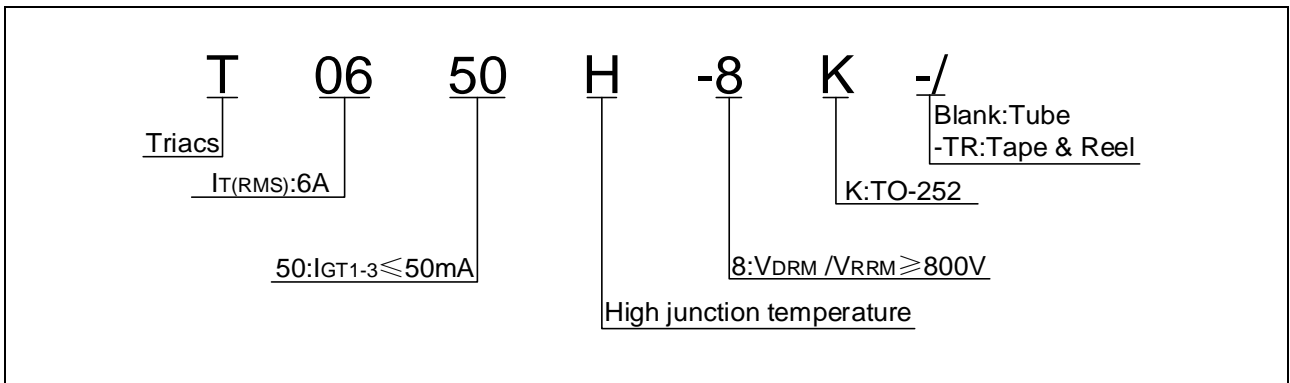 T 06 50 H -8 K -/
Blank:Tube
Triacs
-TR:Tape & Reel
IT(RMS):6A
K:TO-252
50:IGT1-3≤50mA
8:VDRM /VRRM≥800V
High junction temperature